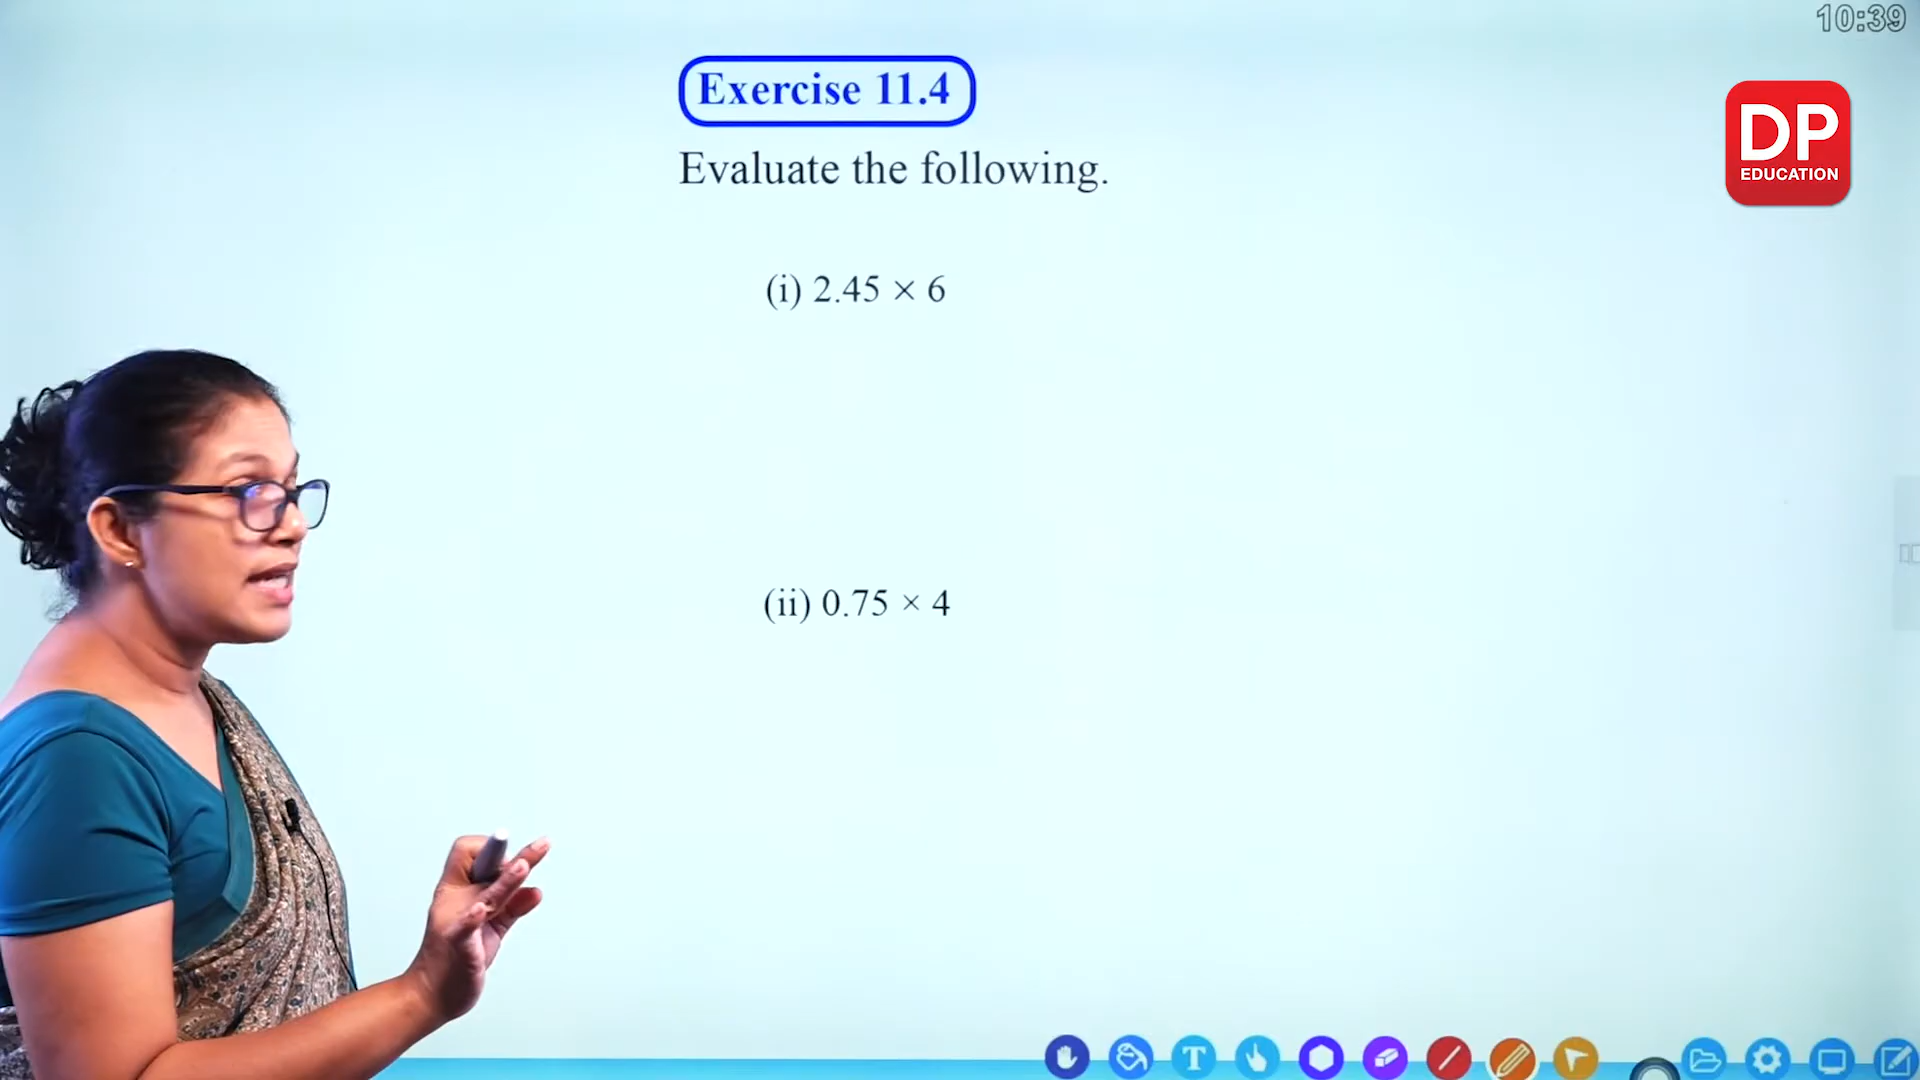 10:39
Exercise 11.4
DP
EDUCATION
Evaluate the following.
(i) 2.45 × 6
(ii) 0.75 × 4
T